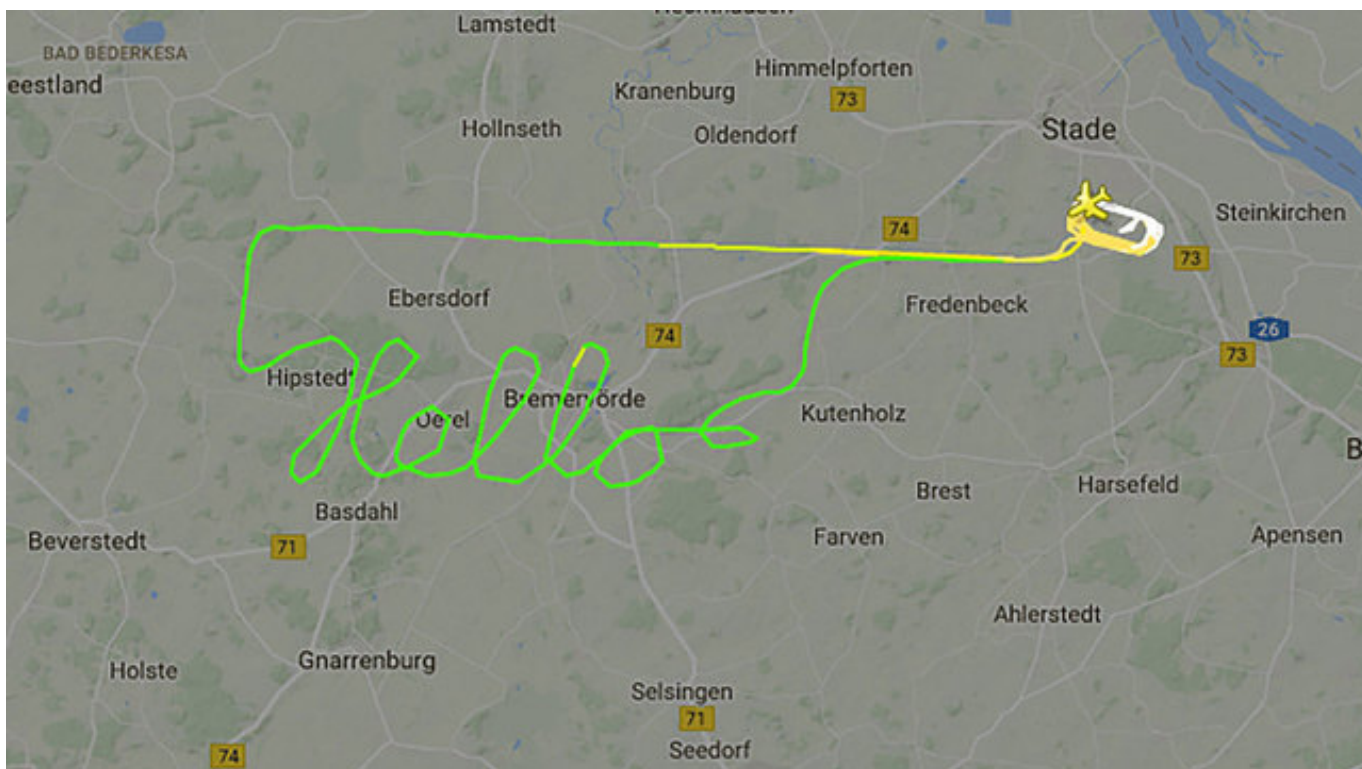 Lamstedt
BAD BEDERKESA
eestland
Himmelpforten
73
Kranenburg
Hollnseth
Oldendorf
Stade
Steinkirchen
74
73
Ebersdorf
Fredenbeck
74
26
73
Hipsted
Hello
Bremervörde
Oerel
Kutenholz
B
Brest
Harsefeld
Basdahl
Beverstedt
71
Farven
Apensen
Ahlerstedt
Holste
Gnarrenburg
Selsingen
71
Seedorf
74